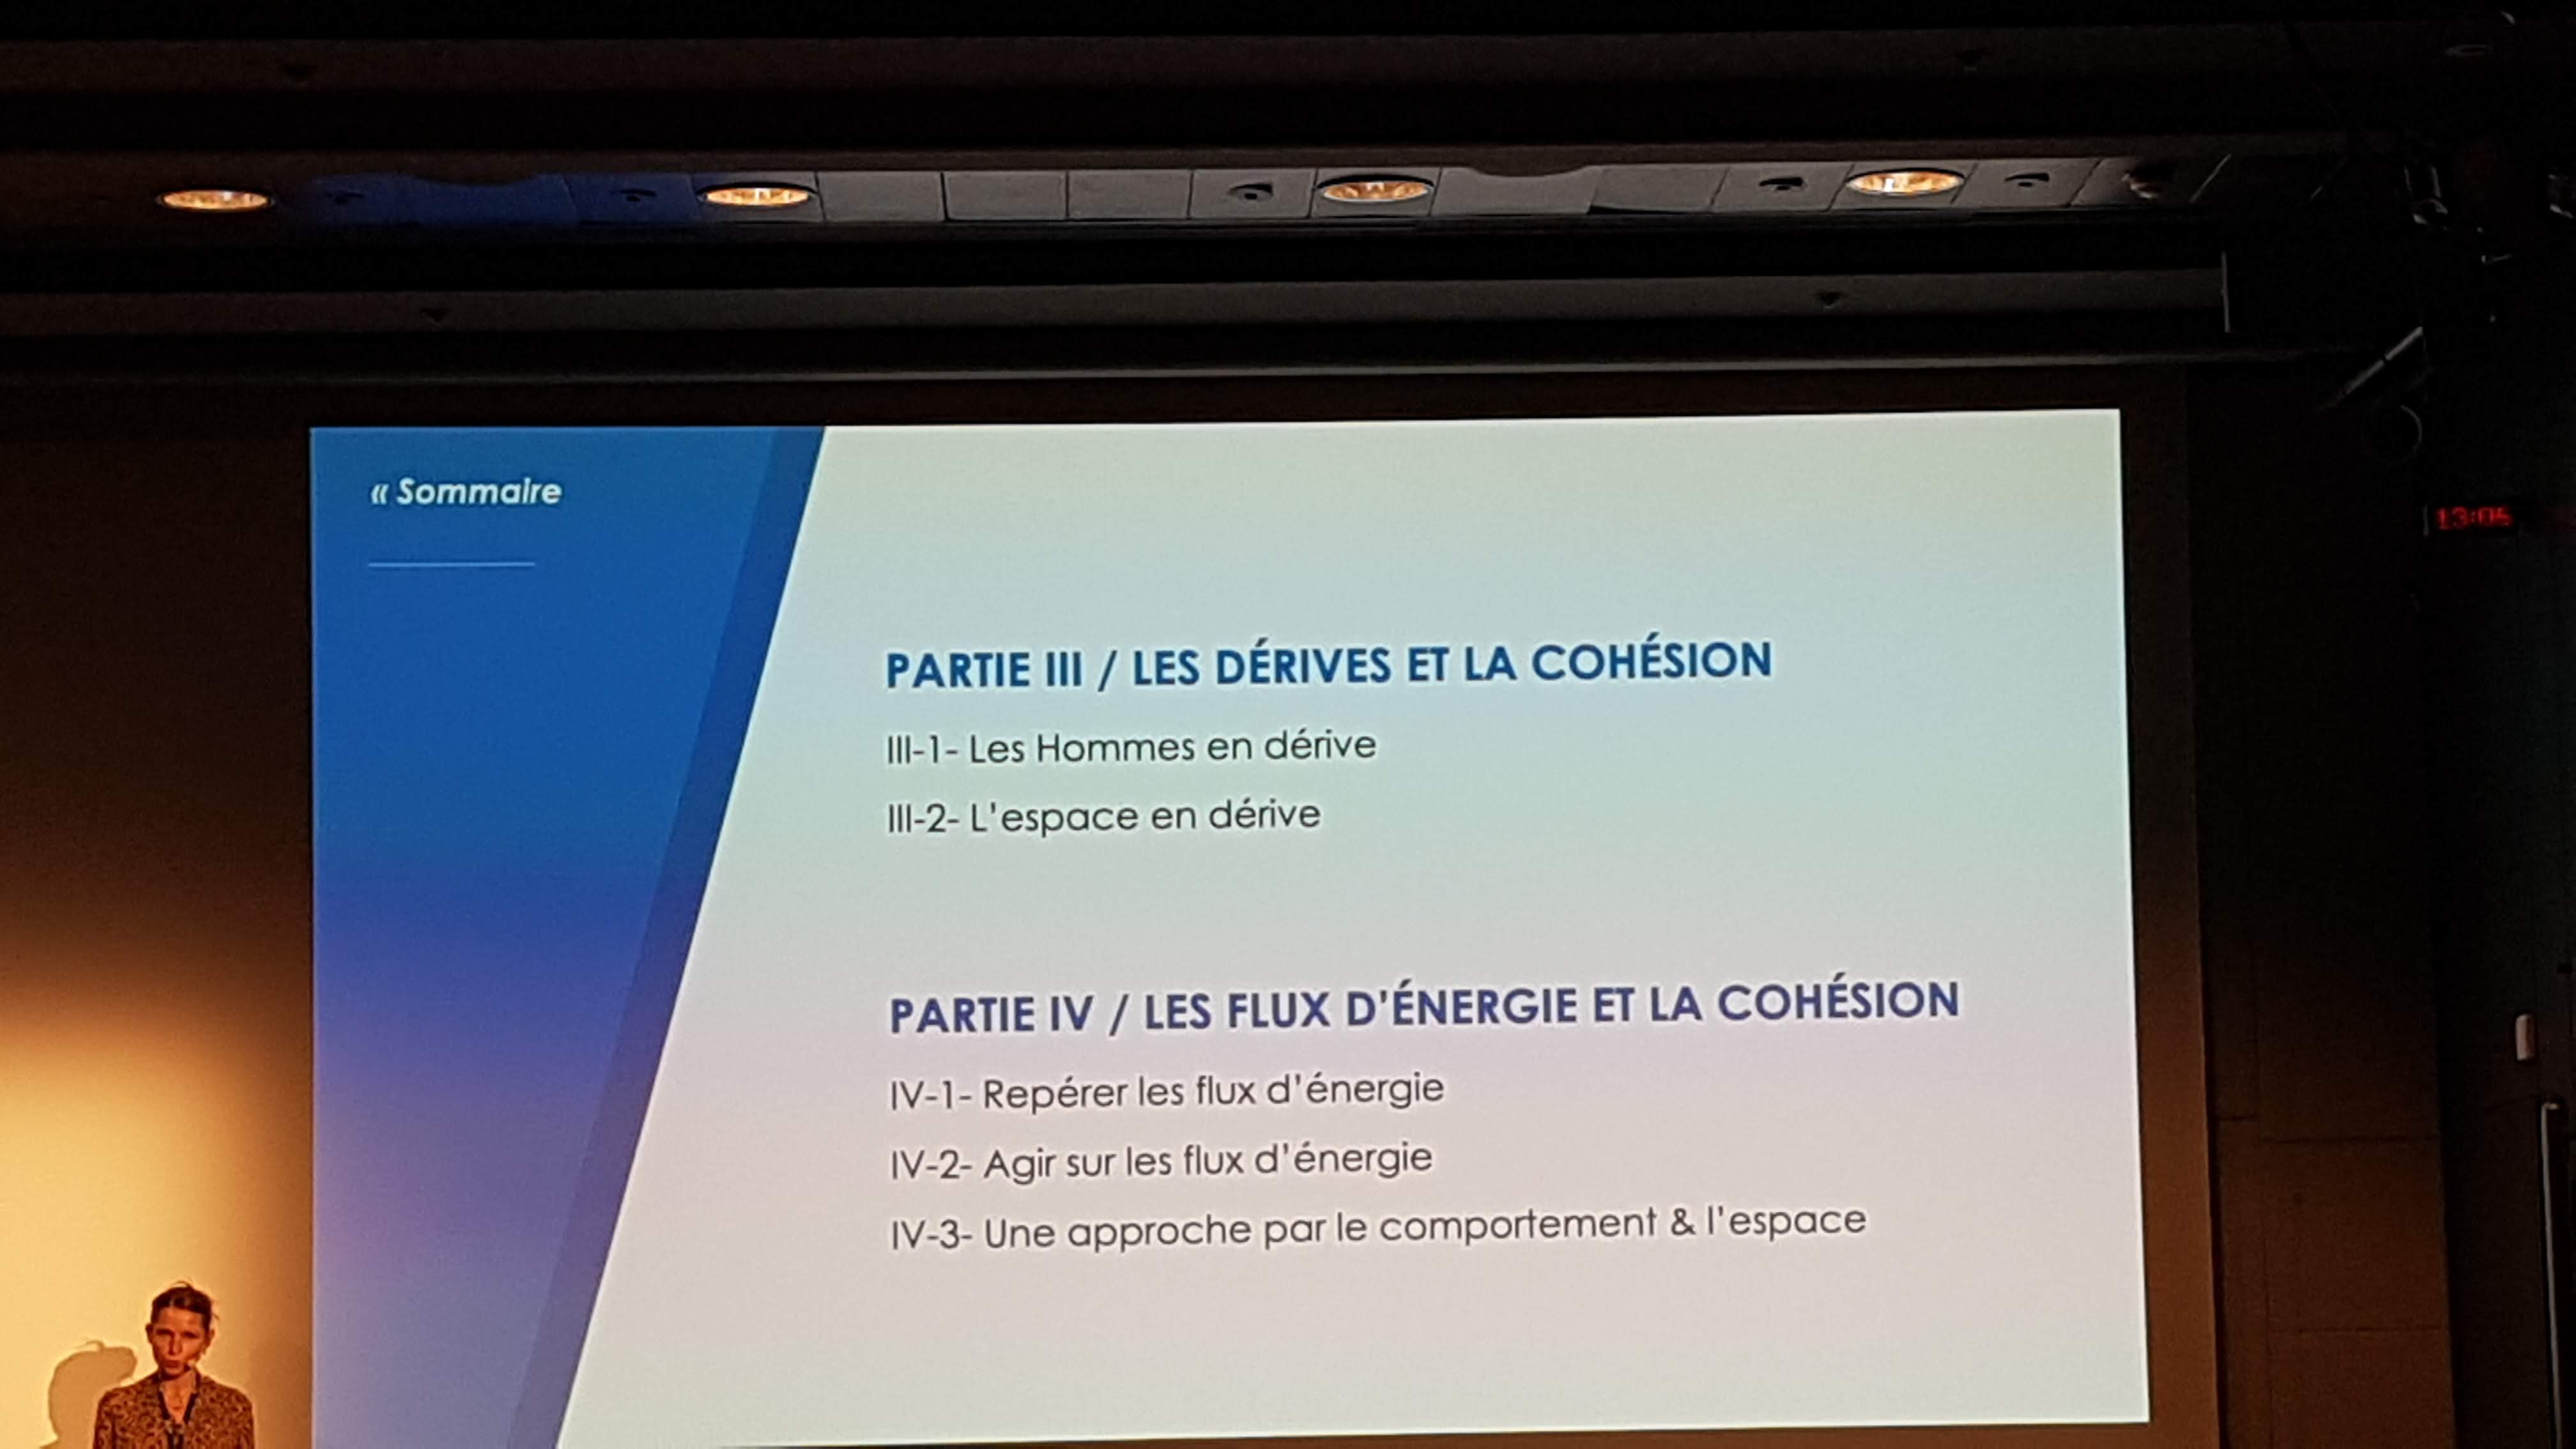 « Sommaire
PARTIE III / LES DÉRIVES ET LA COHÉSION
III-1- Les Hommes en dérive
III-2- L'espace en dérive
PARTIE IV / LES FLUX D'ÉNERGIE ET LA COHÉSION
IV-1- Repérer les flux d'énergie
IV-2- Agir sur les flux d'énergie
IV-3- Une approche par le comportement & l'espace